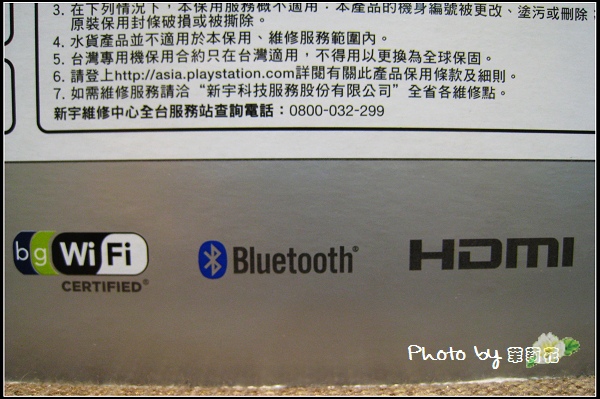 3. 在下列情況下，本保用服務概不適用：本產品的機身編號被更改、塗污或刪除；
原裝保用封條破損或被撕除。
4. 水貨產品並不適用於本保用、維修服務範圍內。
5. 台灣專用機保用合約只在台灣適用，不得用以更換為全球保固。
6. 請登上http://asia.playstation.com詳閱有關此產品保用條款及細則。
7. 如需維修服務請洽“新宇科技服務股份有限公司”全省各維修點。
新宇維修中心全台服務站查詢電話：0800-032-299
bg WiFi
CERTIFIED®
Bluetooth®
HDMI
Photo by 茉莉花